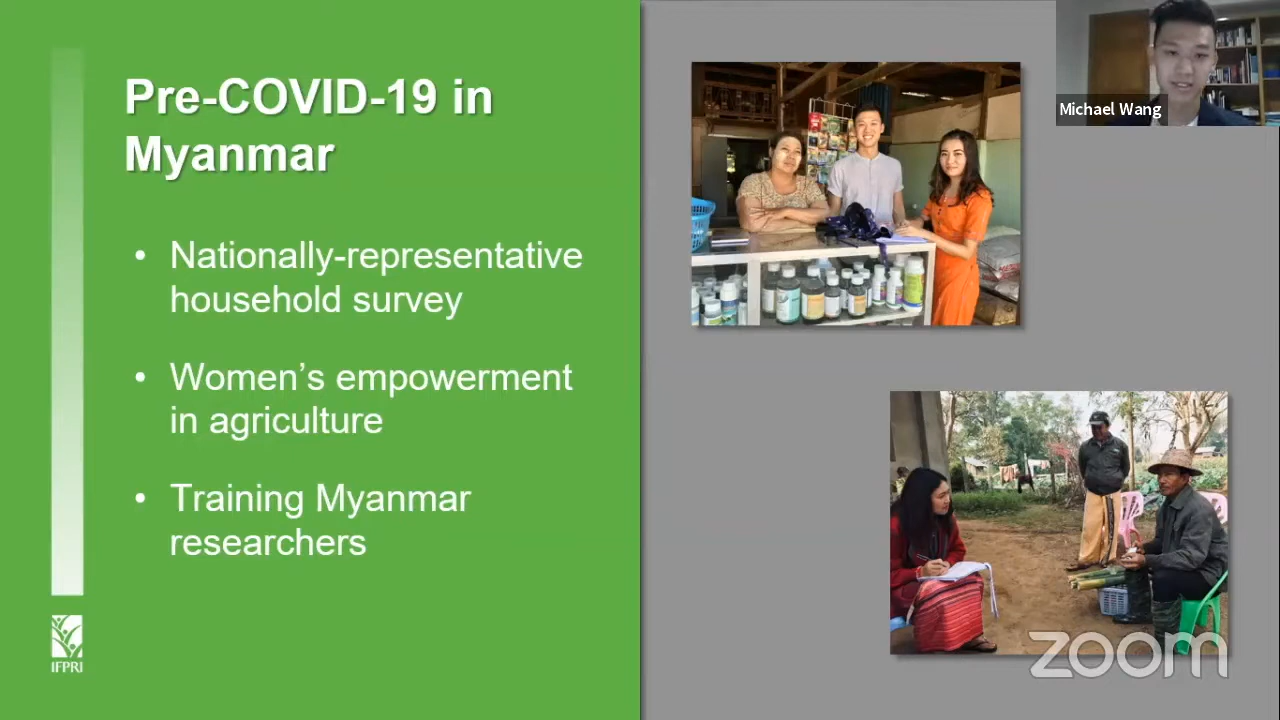 Pre-COVID-19 in
Myanmar
• Nationally-representative
household survey
• Women's empowerment
in agriculture
• Training Myanmar
researchers
IFPRI
Michael Wang
zoom